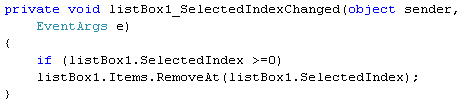 private void listBox1_SelectedIndexChanged(object sender,
    EventArgs e)
{
    if (listBox1.SelectedIndex >=0)
    listBox1.Items.RemoveAt(listBox1.SelectedIndex);
}